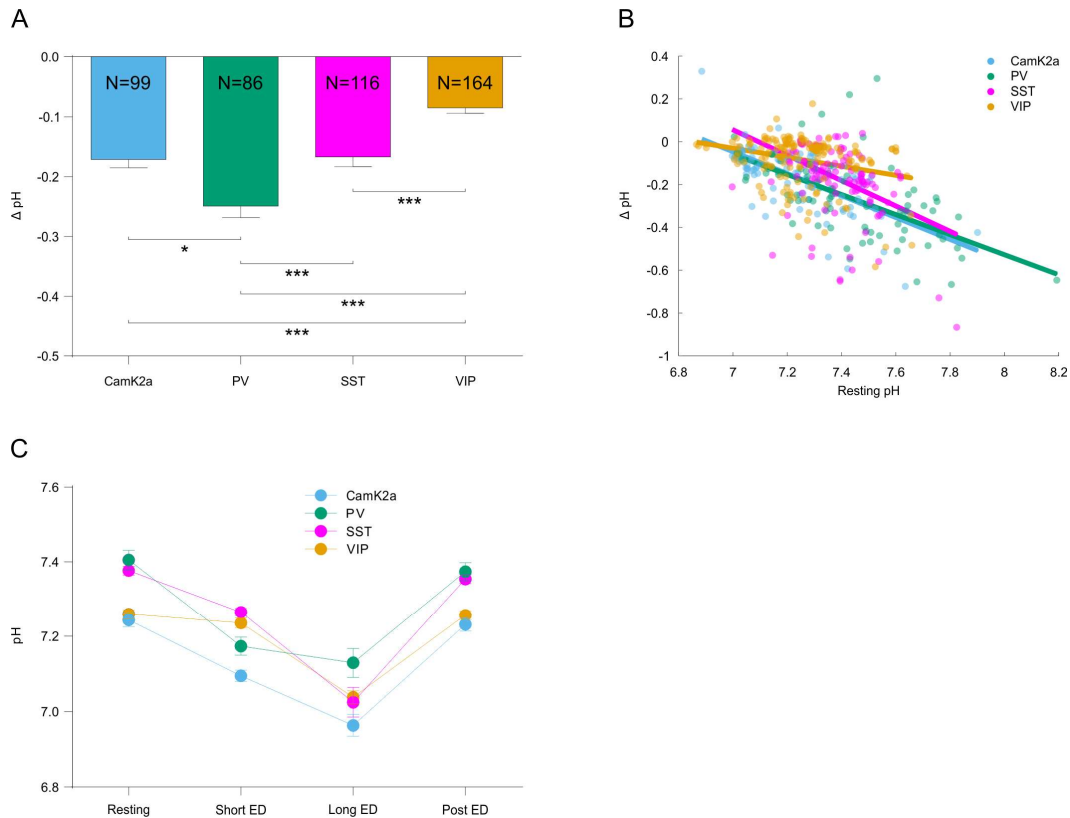 A
0.0
-0.1
-0.2
-0.3
-0.4
-0.5
Δ pH
N=99 N=86 N=116 N=164
***
*
***
***
***
CamK2a PV SST VIP
B
0.4
0.2
0
-0.2
-0.4
-0.6
-0.8
-1
Δ pH
CamK2a
PV
SST
VIP
6.8 7 7.2 7.4 7.6 7.8 8 8.2
Resting pH
C
7.6
7.4
7.2
7.0
6.8
pH
CamK2a
PV
SST
VIP
Resting Short ED Long ED Post ED